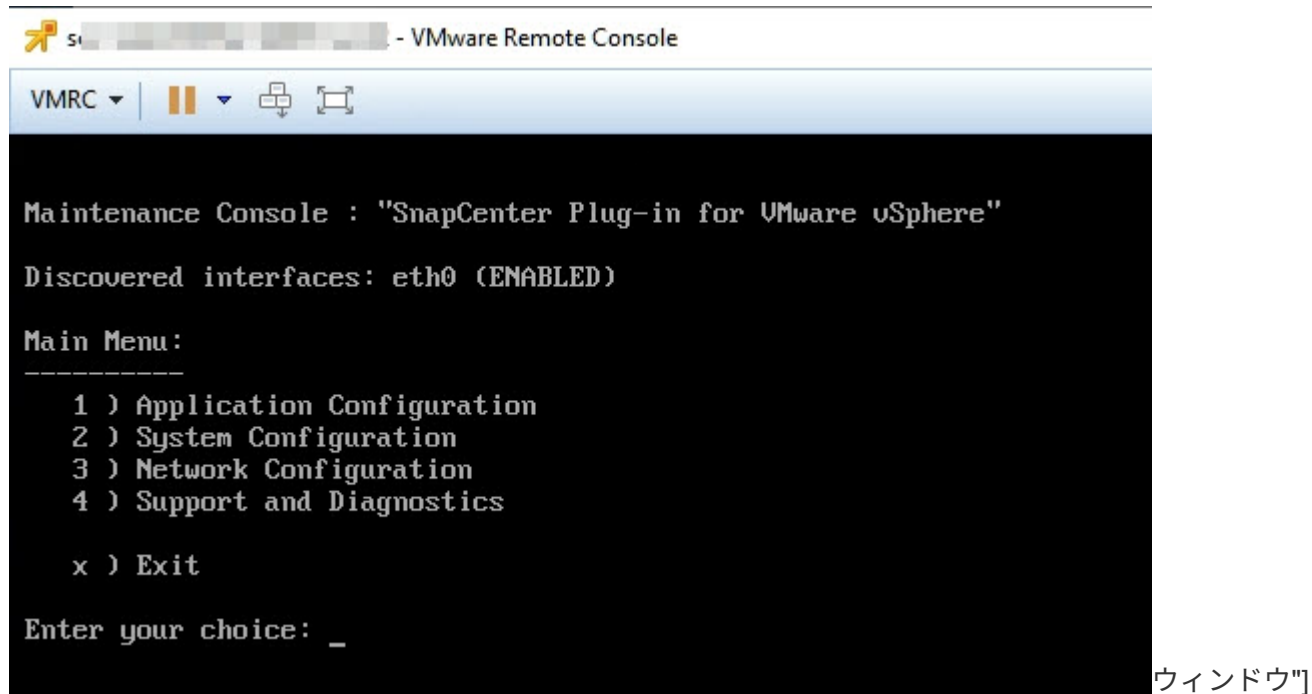 - VMware Remote Console
VMRC
Maintenance Console : "SnapCenter Plug-in for VMware vSphere"
Discovered interfaces: eth0 (ENABLED)
Main Menu:
----------
1 ) Application Configuration
2 ) System Configuration
3 ) Network Configuration
4 ) Support and Diagnostics
x ) Exit
Enter your choice: _
ウィンドウ"]